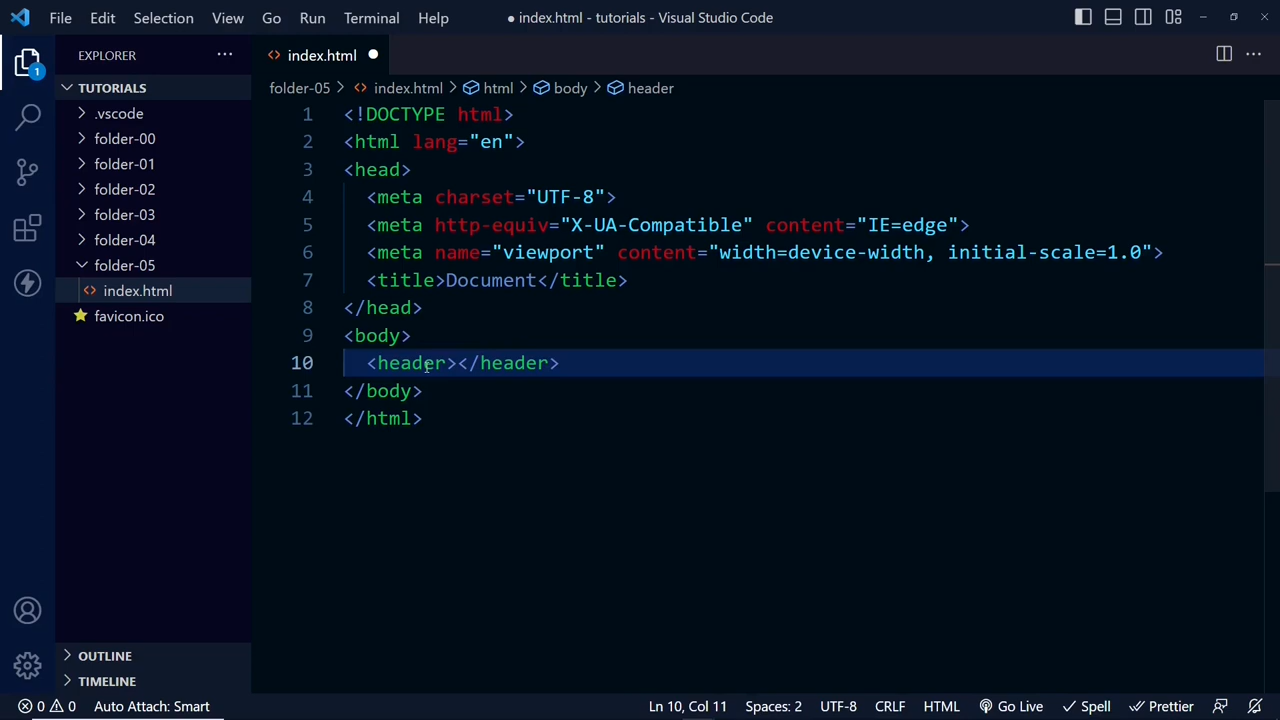 File Edit Selection View Go Run Terminal Help ● index.html - tutorials - Visual Studio Code
EXPLORER
index.html
1
TUTORIALS
folder-05 > index.html > html > body > header
.vscode
folder-00
folder-01
folder-02
folder-03
folder-04
folder-05
index.html
favicon.ico
1 <!DOCTYPE html>
2 <html lang="en">
3 <head>
4 <meta charset="UTF-8">
5 <meta http-equiv="X-UA-Compatible" content="IE=edge">
6 <meta name="viewport" content="width=device-width, initial-scale=1.0">
7 <title>Document</title>
8 </head>
9 <body>
10 <header></header>
11 </body>
12 </html>
OUTLINE
TIMELINE
0 0 Auto Attach: Smart Ln 10, Col 11 Spaces: 2 UTF-8 CRLF HTML Go Live Spell Prettier